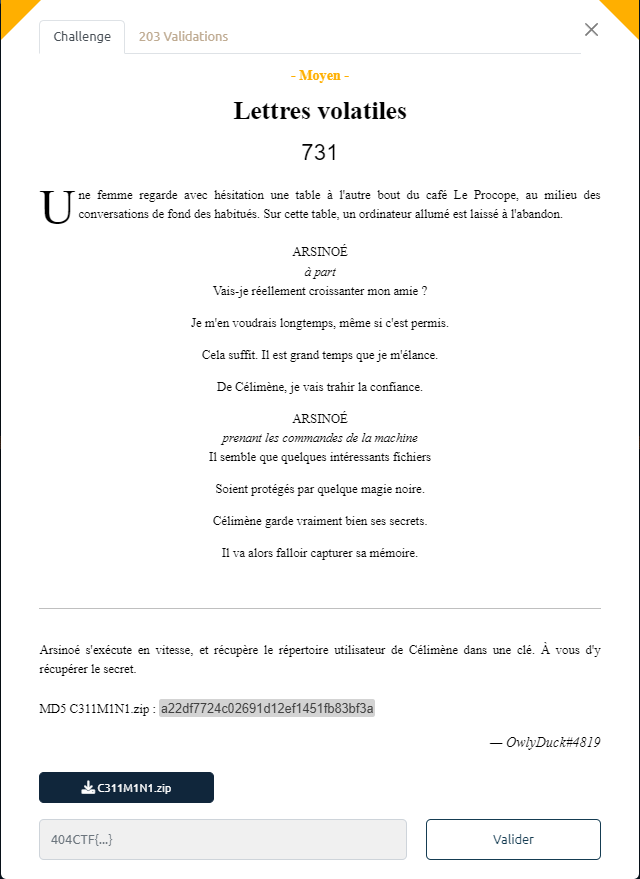 Challenge
203 Validations
- Moyen -
Lettres volatiles
731
Une femme regarde avec hésitation une table à l'autre bout du café Le Procope, au milieu des
conversations de fond des habitués. Sur cette table, un ordinateur allumé est laissé à l'abandon.
ARSINOÉ
à part
Vais-je réellement croissanter mon amie ?
Je m'en voudrais longtemps, même si c'est permis.
Cela suffit. Il est grand temps que je m'élance.
De Célimène, je vais trahir la confiance.
ARSINOÉ
prenant les commandes de la machine
Il semble que quelques intéressants fichiers
Soient protégés par quelque magie noire.
Célimène garde vraiment bien ses secrets.
Il va alors falloir capturer sa mémoire.
Arsinoé s'exécute en vitesse, et récupère le répertoire utilisateur de Célimène dans une clé. À vous d'y
récupérer le secret.
MD5 C311M1N1.zip : a22df7724c02691d12ef1451fb83bf3a
— OwlyDuck#4819
C311M1N1.zip
404CTF{...}
Valider